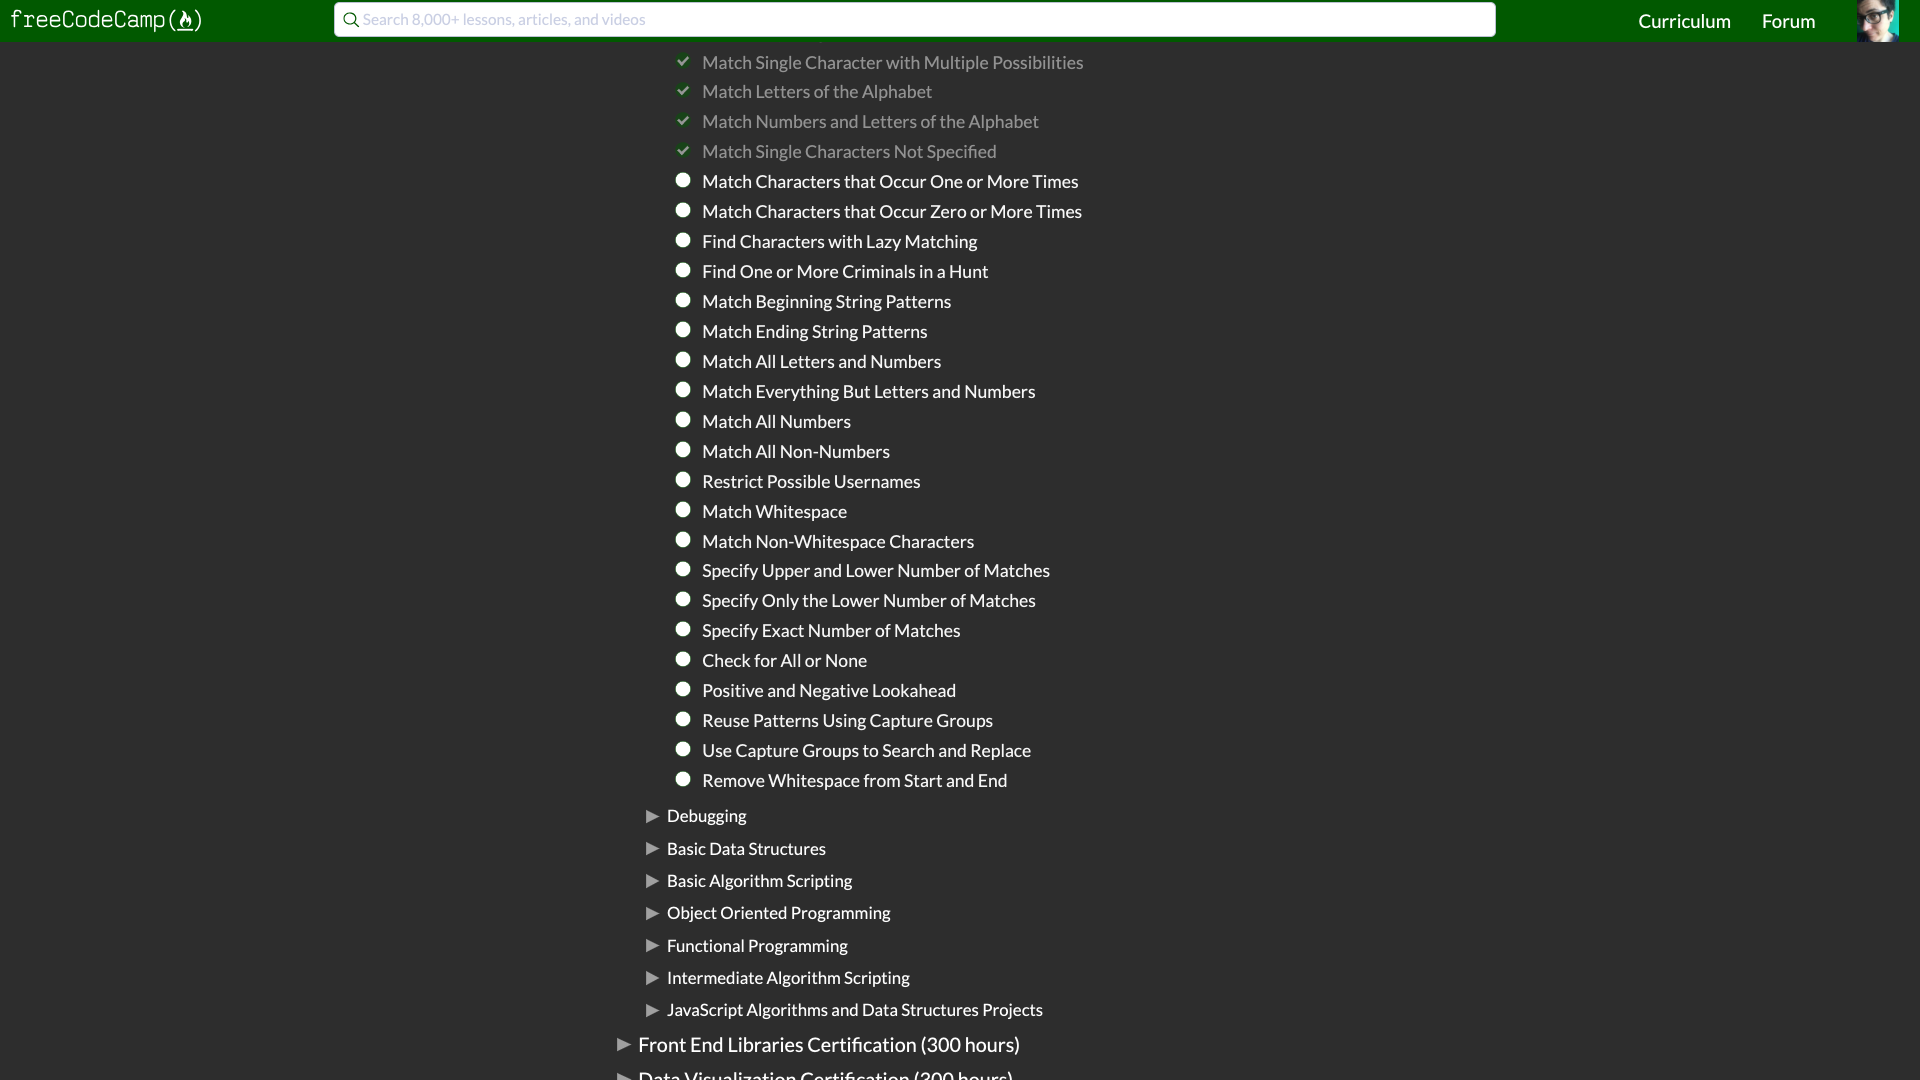 freeCodeCamp
Search 8,000+ lessons, articles, and videos
Curriculum
Forum
Match Single Character with Multiple Possibilities
Match Letters of the Alphabet
Match Numbers and Letters of the Alphabet
Match Single Characters Not Specified
Match Characters that Occur One or More Times
Match Characters that Occur Zero or More Times
Find Characters with Lazy Matching
Find One or More Criminals in a Hunt
Match Beginning String Patterns
Match Ending String Patterns
Match All Letters and Numbers
Match Everything But Letters and Numbers
Match All Numbers
Match All Non-Numbers
Restrict Possible Usernames
Match Whitespace
Match Non-Whitespace Characters
Specify Upper and Lower Number of Matches
Specify Only the Lower Number of Matches
Specify Exact Number of Matches
Check for All or None
Positive and Negative Lookahead
Reuse Patterns Using Capture Groups
Use Capture Groups to Search and Replace
Remove Whitespace from Start and End
Debugging
Basic Data Structures
Basic Algorithm Scripting
Object Oriented Programming
Functional Programming
Intermediate Algorithm Scripting
JavaScript Algorithms and Data Structures Projects
Front End Libraries Certification (300 hours)
Data Visualization Certification (300 hours)